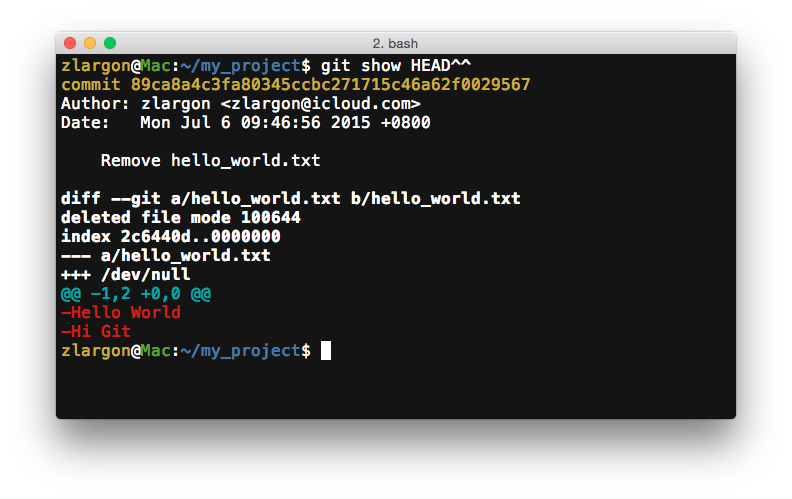 2. bash
zlargon@Mac:~/my_project$ git show HEAD^^
commit 89ca8a4c3fa80345ccbc271715c46a62f0029567
Author: zlargon <zlargon@icloud.com>
Date:   Mon Jul 6 09:46:56 2015 +0800
    Remove hello_world.txt
diff --git a/hello_world.txt b/hello_world.txt
deleted file mode 100644
index 2c6440d..0000000
--- a/hello_world.txt
+++ /dev/null
@@ -1,2 +0,0 @@
-Hello World
-Hi Git
zlargon@Mac:~/my_project$